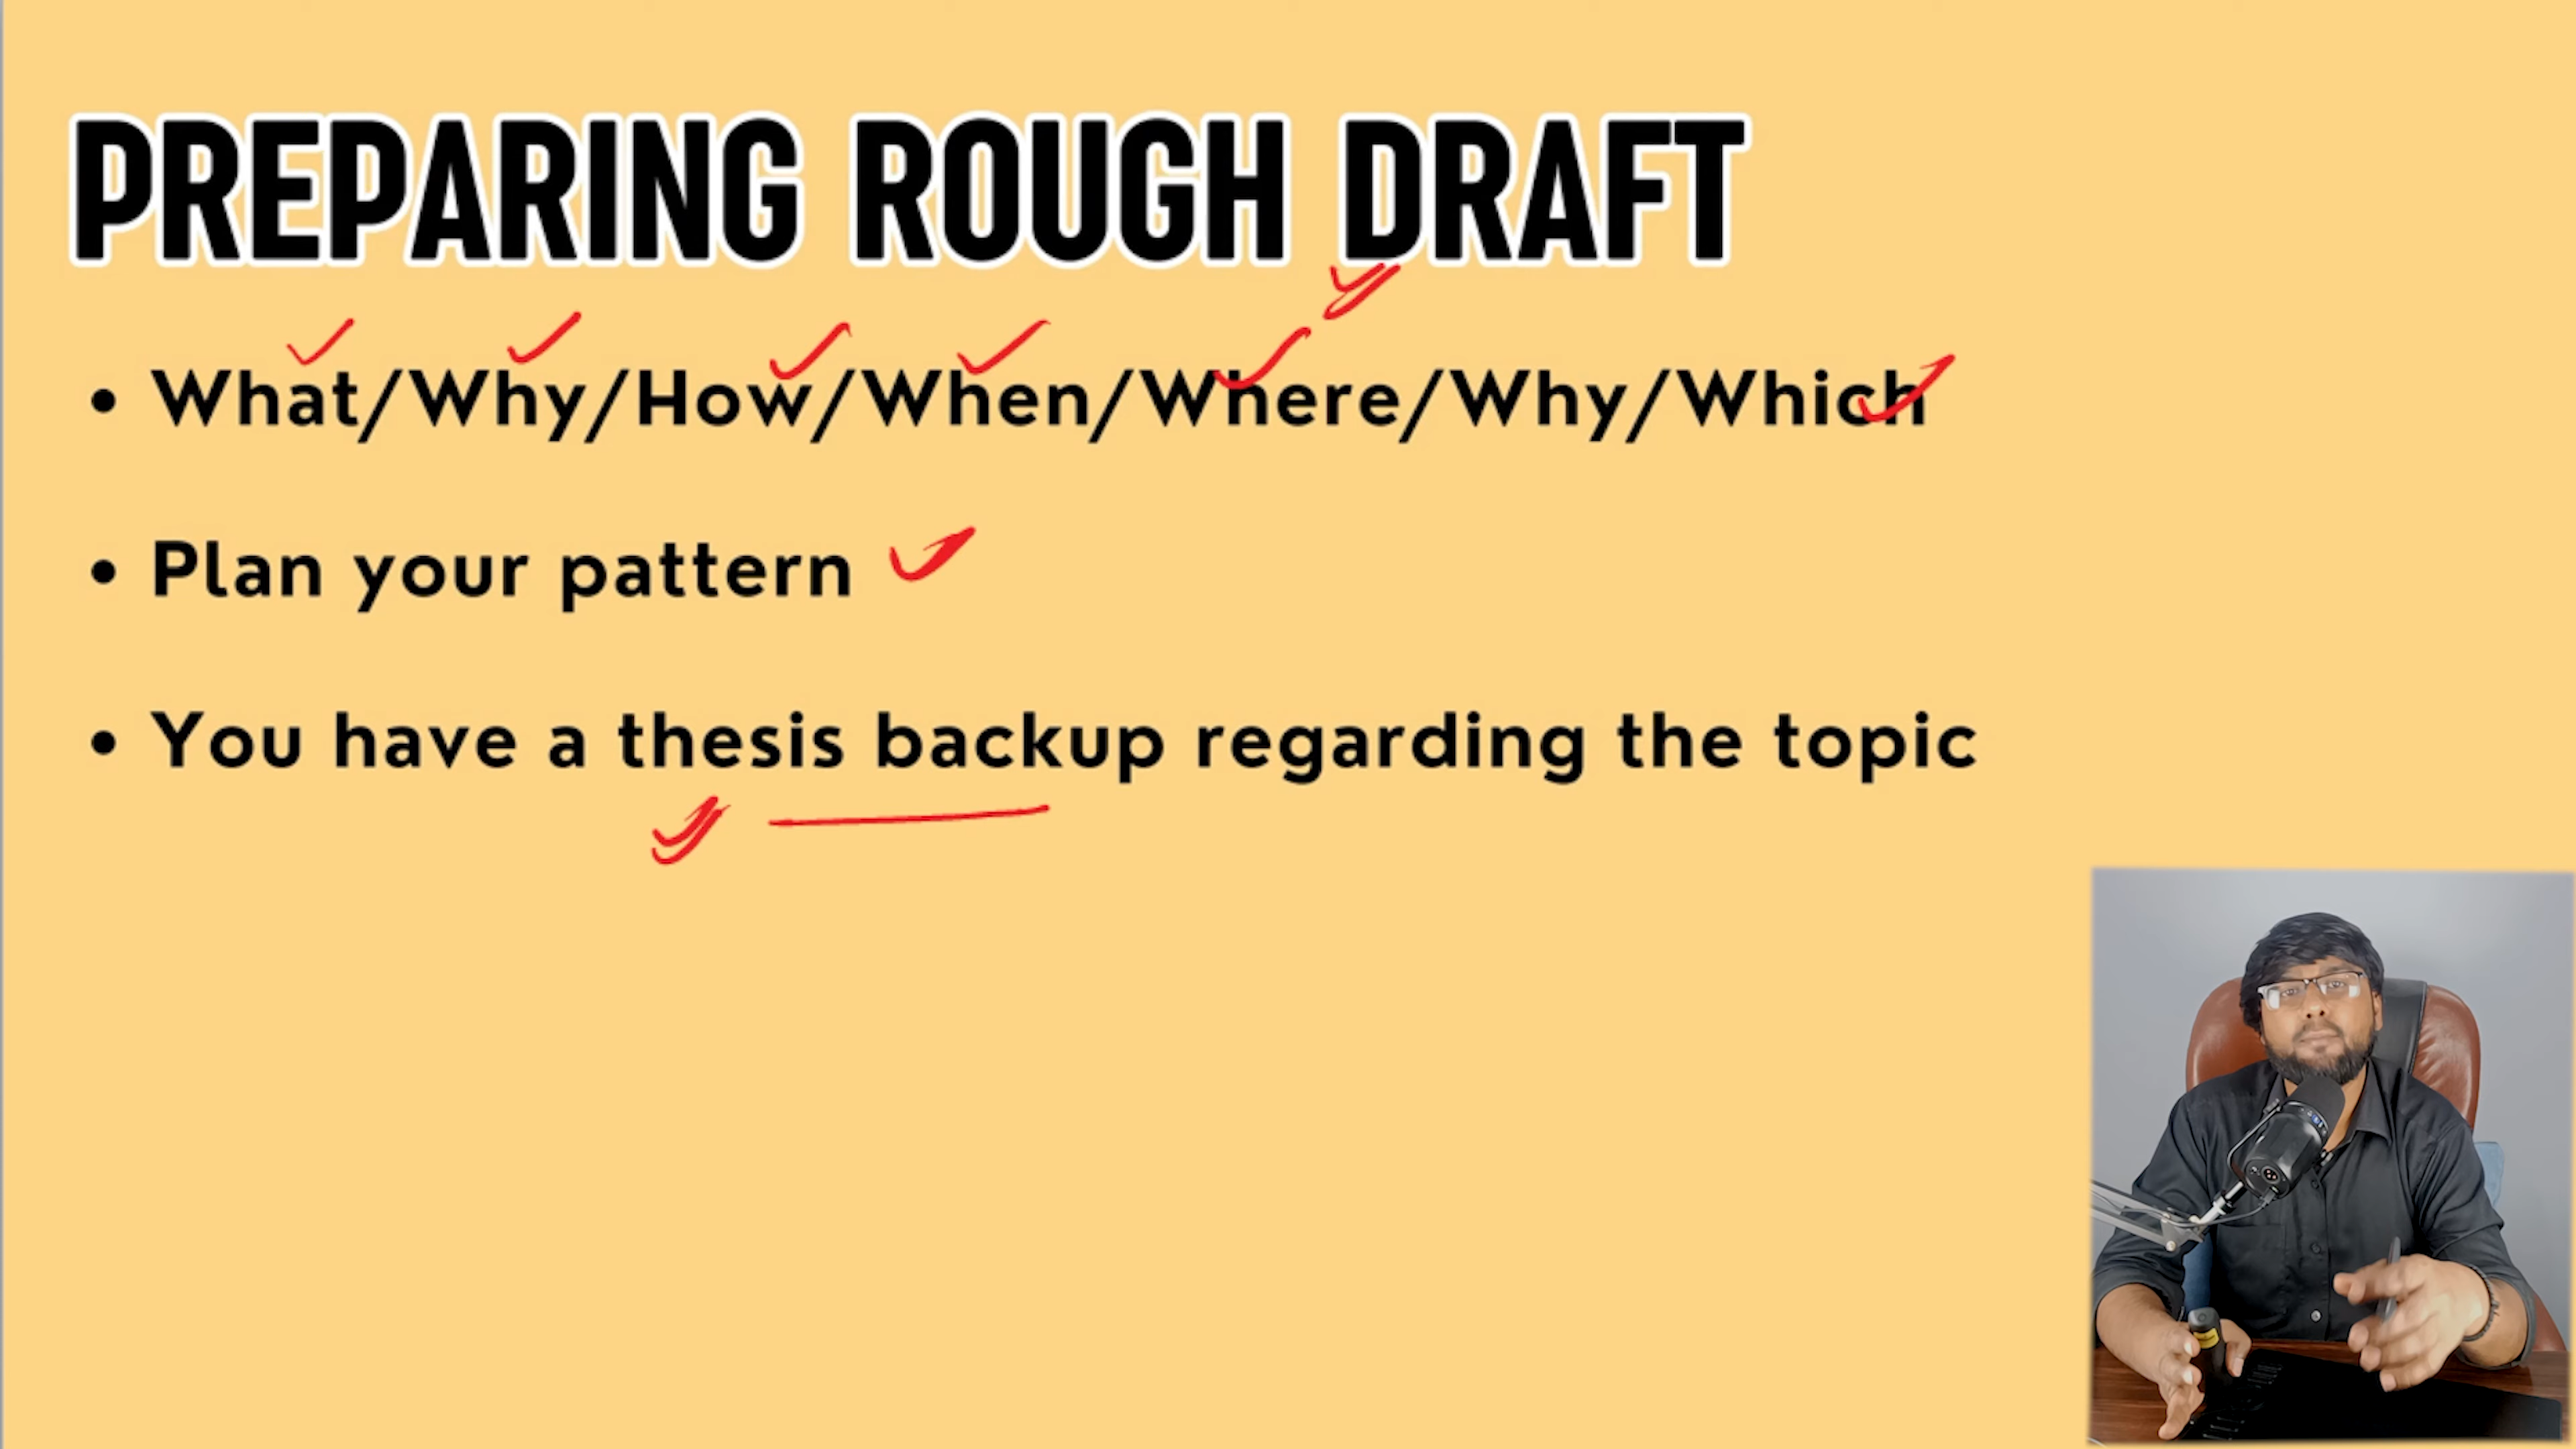 PREPARING ROUGH DRAFT
• What/Why/How/When/Where/Why/Which
• Plan your pattern
• You have a thesis backup regarding the topic